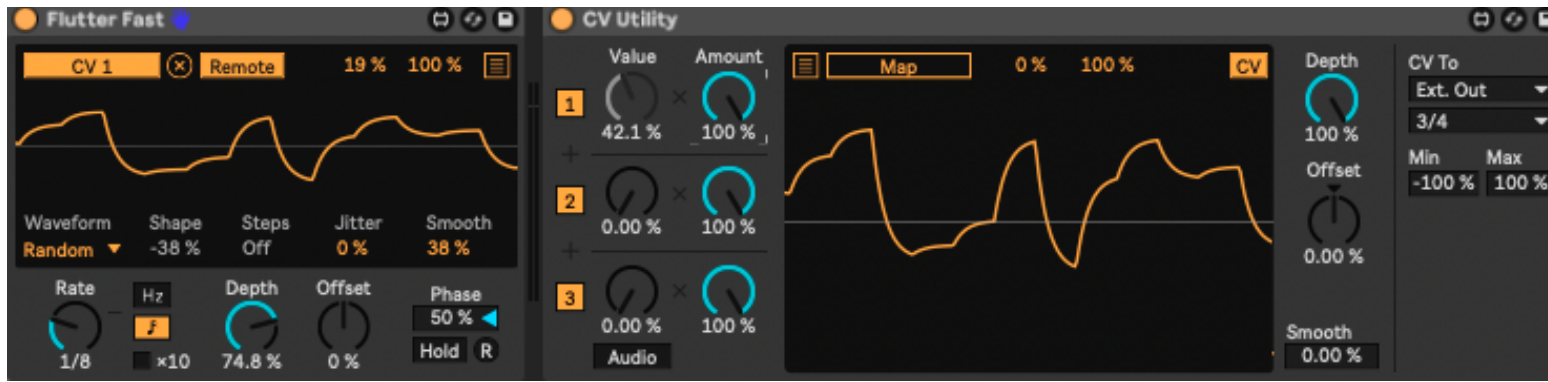 Flutter Fast
CV 1 Remote 19 % 100 %
Waveform Shape Steps Jitter Smooth
Random -38 % Off 0 % 38 %
Rate Hz Depth Offset Phase
50 %
1/8 ×10 74.8 % 0 % Hold R
CV Utility
Value Amount
1
42.1 % × 100 %
+
2
0.00 % × 100 %
+
3
0.00 % × 100 %
Audio
Map 0 % 100 % CV
Depth
100 %
Offset
0.00 %
Smooth
0.00 %
CV To
Ext. Out
3/4
Min Max
-100 % 100 %